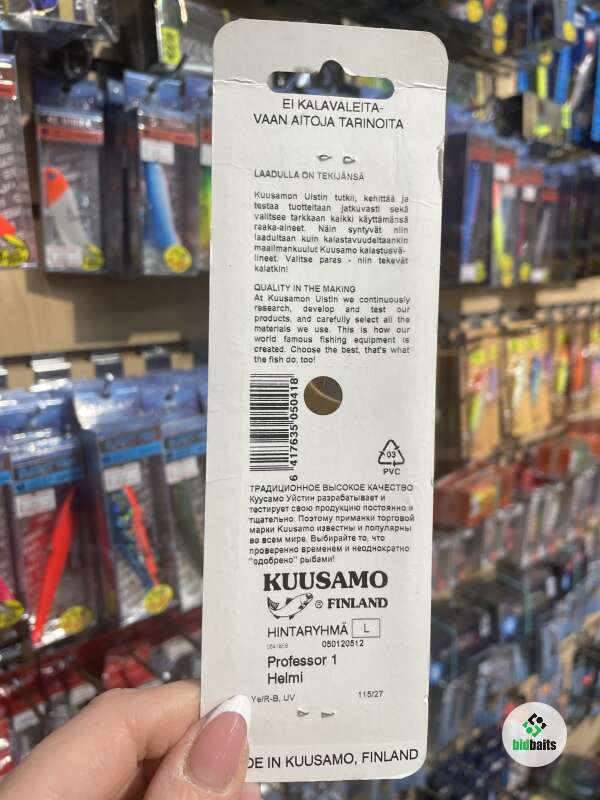 EI KALAVALEITA-
VAAN AITOJA TARINOITA
LAADULLA ON TEKIJÄNSÄ
Kuusamon Uistin tutkii, kehittää ja
testaa tuotteitaan jatkuvasti sekä
valitsee tarkkaan kaikki käyttämänsä
raaka-aineet. Näin syntyvät niin
laadultaan kuin kalastavuudeltaankin
maailmankuulut Kuusamo kalastusvä-
lineet. Valitse paras - niin tekevät
kalatkin!
QUALITY IN THE MAKING
At Kuusamon Uistin we continuously
research, develop and test our
products, and carefully select all the
materials we use. This is how our
world famous fishing equipment is
created. Choose the best, that's what
the fish do, too!
6 417635 050418
03
PVC
ТРАДИЦИОННОЕ ВЫСОКОЕ КАЧЕСТВО
Куусамо Уйстин разрабатывает и
тестирует свою продукцию постоянно и
тщательно. Поэтому приманки торговой
марки Kuusamo известны и популярны
во всем мире. Выбирайте то, что
проверенно временем и неоднократно
"одобрено" рыбами!
KUUSAMO
® FINLAND
HINTARYHMÄ L
050120512
Professor 1
Helmi
Ye/R-B, UV 115/27
DE IN KUUSAMO, FINLAND
bidbaits